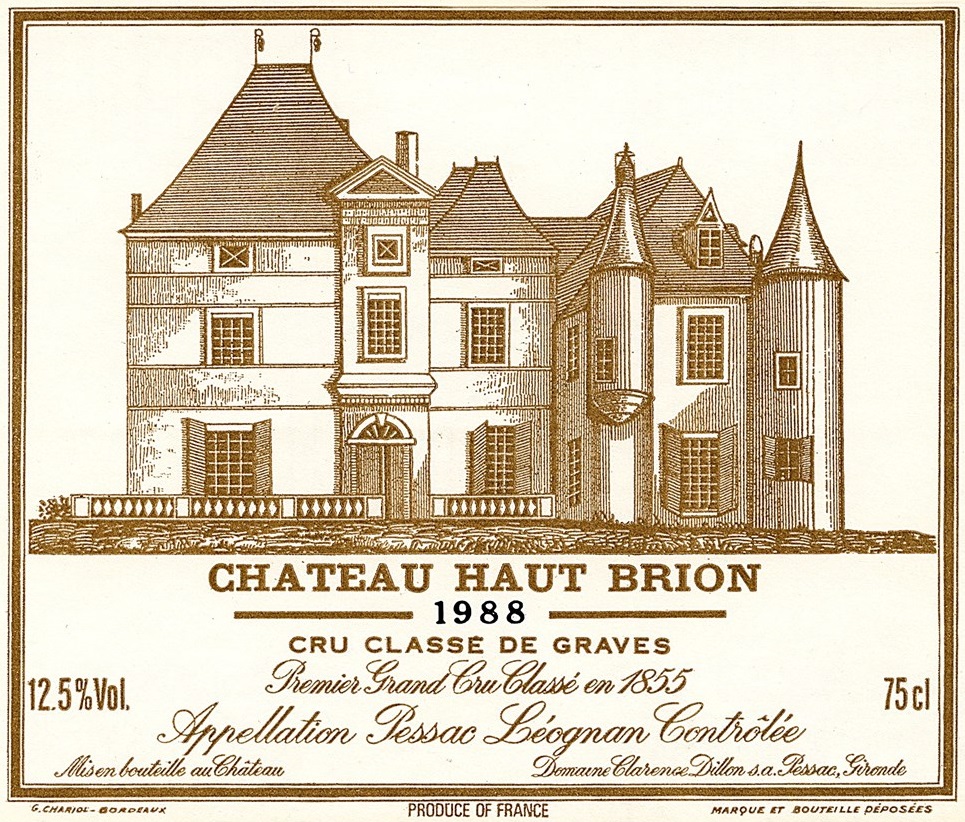 CHATEAU HAUT BRION
1988
CRU CLASSÉ DE GRAVES
Premier Grand Cru Classé en 1855
12.5%Vol.
75cl
Appellation Pessac Léognan Contrôlée
Mis en bouteille au Château
Domaine Clarence Dillon s.a. Pessac, Gironde
G. CHARIOL - BORDEAUX
PRODUCE OF FRANCE
MARQUE ET BOUTEILLE DÉPOSÉES